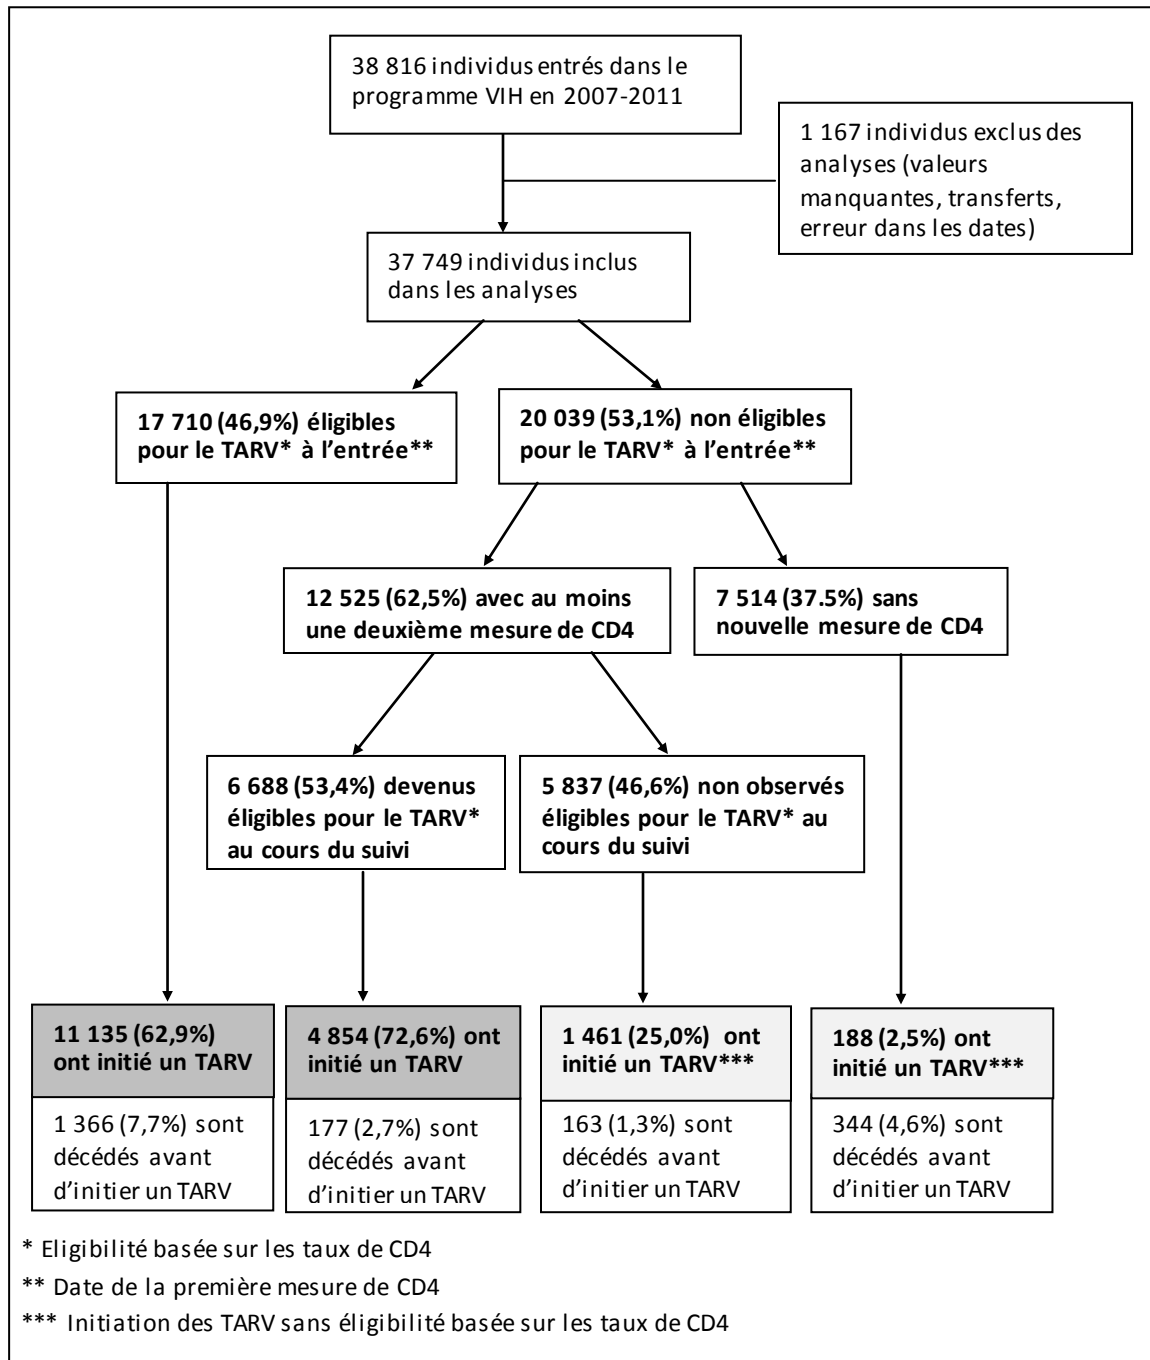 38 816 individus entrés dans le
programme VIH en 2007-2011
1 167 individus exclus des
analyses (valeurs
manquantes, transferts,
erreur dans les dates)
37 749 individus inclus
dans les analyses
17 710 (46,9%) éligibles
pour le TARV* à l’entrée**
20 039 (53,1%) non éligibles
pour le TARV* à l’entrée**
12 525 (62,5%) avec au moins
une deuxième mesure de CD4
7 514 (37.5%) sans
nouvelle mesure de CD4
6 688 (53,4%) devenus
éligibles pour le TARV*
au cours du suivi
5 837 (46,6%) non observés
éligibles pour le TARV* au
cours du suivi
11 135 (62,9%)
ont initié un TARV
1 366 (7,7%) sont
décédés avant
d’initier un TARV
4 854 (72,6%) ont
initié un TARV
177 (2,7%) sont
décédés avant
d’initier un TARV
1 461 (25,0%) ont
initié un TARV***
163 (1,3%) sont
décédés avant
d’initier un TARV
188 (2,5%) ont
initié un TARV***
344 (4,6%) sont
décédés avant
d’initier un TARV
* Eligibilité basée sur les taux de CD4
** Date de la première mesure de CD4
*** Initiation des TARV sans éligibilité basée sur les taux de CD4